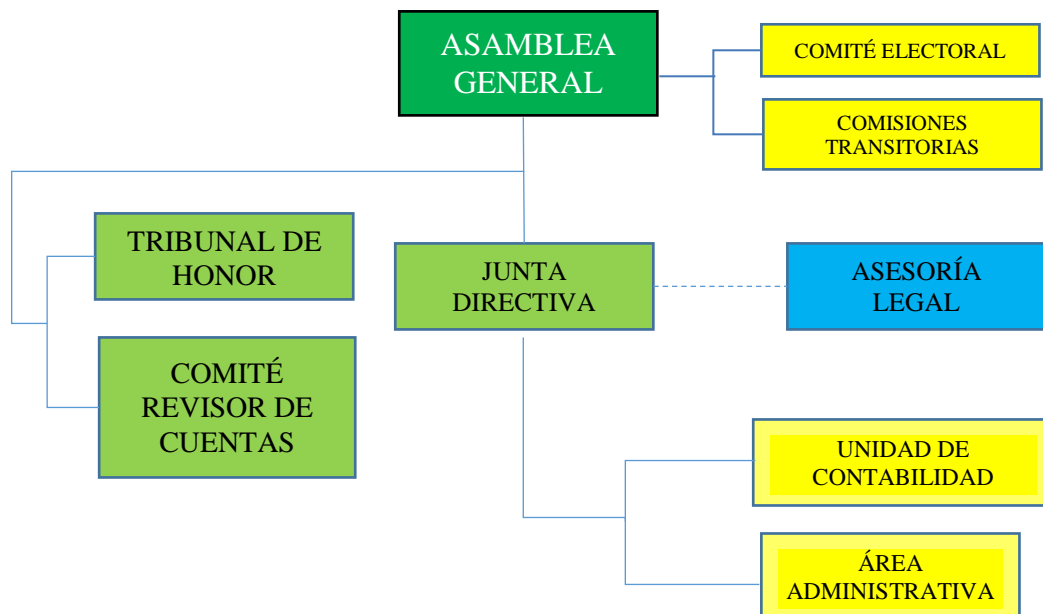 ASAMBLEA
GENERAL
COMITÉ ELECTORAL
COMISIONES
TRANSITORIAS
TRIBUNAL DE
HONOR
JUNTA
DIRECTIVA
ASESORÍA
LEGAL
COMITÉ
REVISOR DE
CUENTAS
UNIDAD DE
CONTABILIDAD
ÁREA
ADMINISTRATIVA